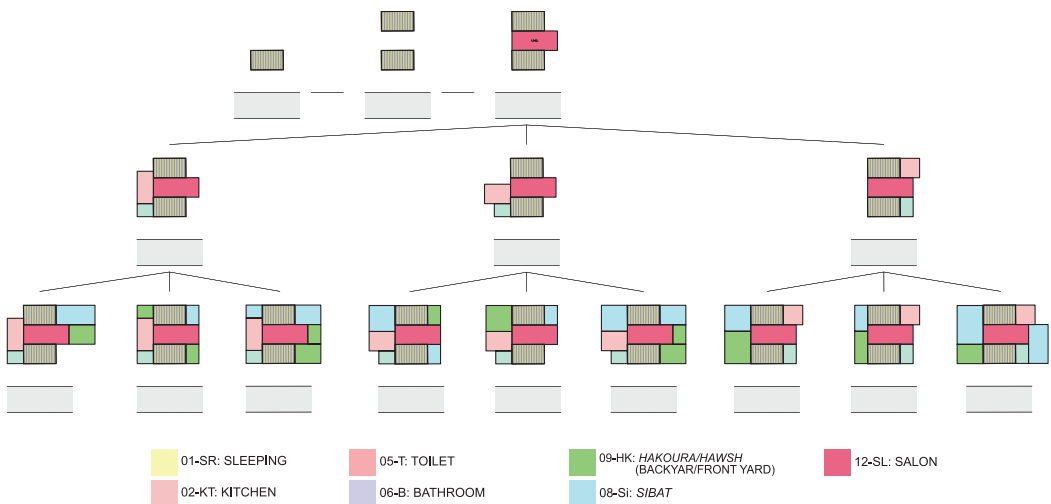 01-SR: SLEEPING
05-T: TOILET
09-HK: HAKOURA/HAWSH
(BACKYAR/FRONT YARD)
12-SL: SALON
02-KT: KITCHEN
06-B: BATHROOM
08-Si: SIBAT